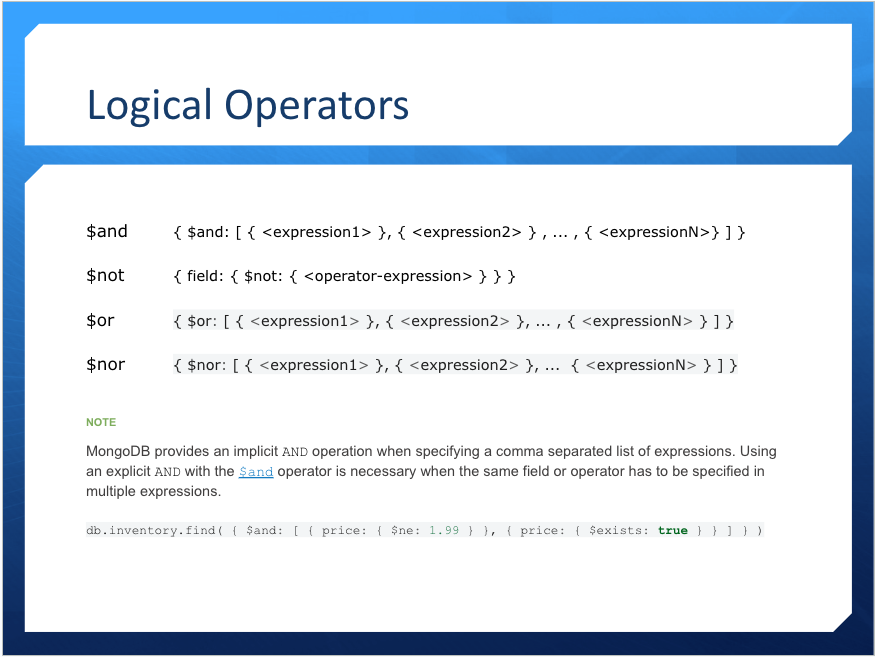 Logical Operators
$and { $and: [ { <expression1> }, { <expression2> } , ... , { <expressionN>} ] }
$not { field: { $not: { <operator-expression> } } }
$or { $or: [ { <expression1> }, { <expression2> }, ... , { <expressionN> } ] }
$nor { $nor: [ { <expression1> }, { <expression2> }, ...  { <expressionN> } ] }
NOTE
MongoDB provides an implicit AND operation when specifying a comma separated list of expressions. Using
an explicit AND with the $and operator is necessary when the same field or operator has to be specified in
multiple expressions.
db.inventory.find( { $and: [ { price: { $ne: 1.99 } }, { price: { $exists: true } } ] } )